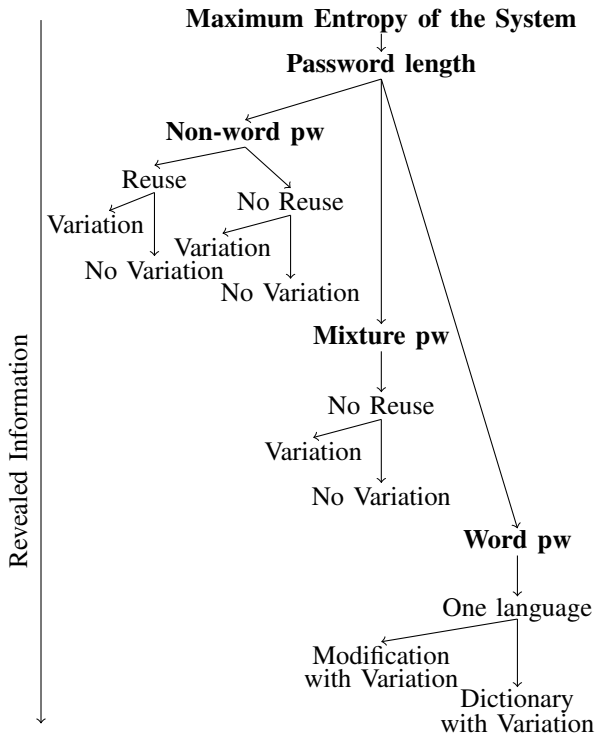 Maximum Entropy of the System
Password length
Non-word pw
Reuse
No Reuse
Variation
Variation
No Variation
No Variation
Mixture pw
No Reuse
Variation
No Variation
Word pw
One language
Modification
with Variation
Dictionary
with Variation
Revealed Information